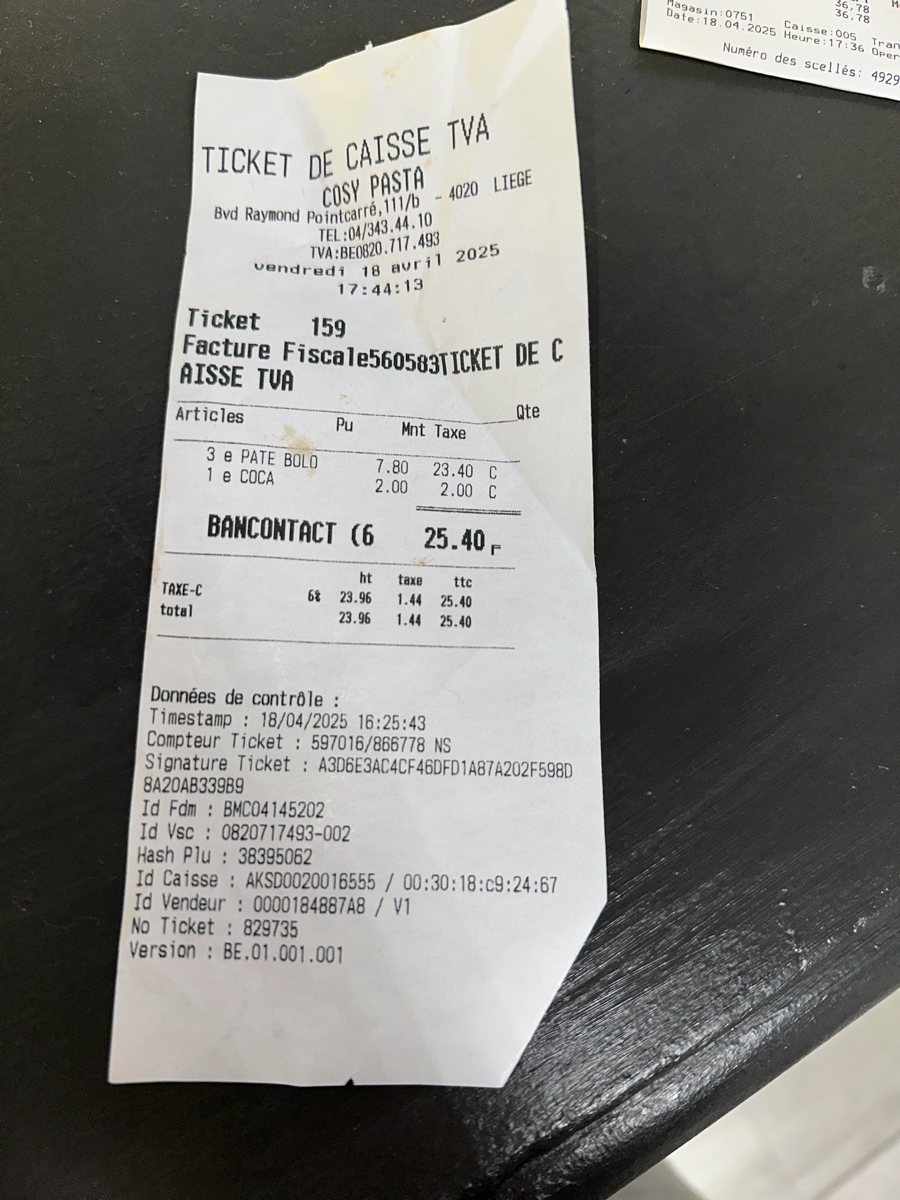 36,78
36,78
Magasin:0751 Caisse:005
Date:18.04.2025 Heure:17:36
Numéro des scellés: 4929
TICKET DE CAISSE TVA
COSY PASTA
Bvd Raymond Pointcarré,111/b - 4020 LIEGE
TEL:04/343.44.10
TVA:BE0820.717.493
vendredi 18 avril 2025
17:44:13
Ticket 159
Facture Fiscale560583TICKET DE C
AISSE TVA
Articles Pu Mnt Taxe Qte
3 e PATE BOLO 7.80 23.40 C
1 e COCA 2.00 2.00 C
BANCONTACT (6 25.40
ht taxe ttc
TAXE-C 6% 23.96 1.44 25.40
total 23.96 1.44 25.40
Données de contrôle :
Timestamp : 18/04/2025 16:25:43
Compteur Ticket : 597016/866778 NS
Signature Ticket : A3D6E3AC4CF46DFD1A87A202F598D
8A20AB339B9
Id Fdm : BMC04145202
Id Vsc : 0820717493-002
Hash Plu : 38395062
Id Caisse : AKSD0020016555 / 00:30:18:c9:24:67
Id Vendeur : 0000184887A8 / V1
No Ticket : 829735
Version : BE.01.001.001